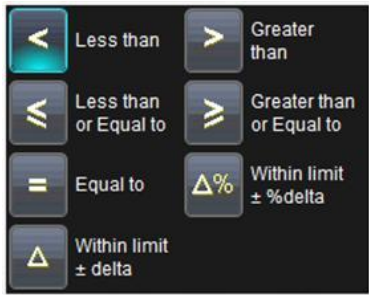 < Less than
> Greater
than
≤ Less than
or Equal to
≥ Greater than
or Equal to
= Equal to
Δ% Within limit
± %delta
Δ Within limit
± delta